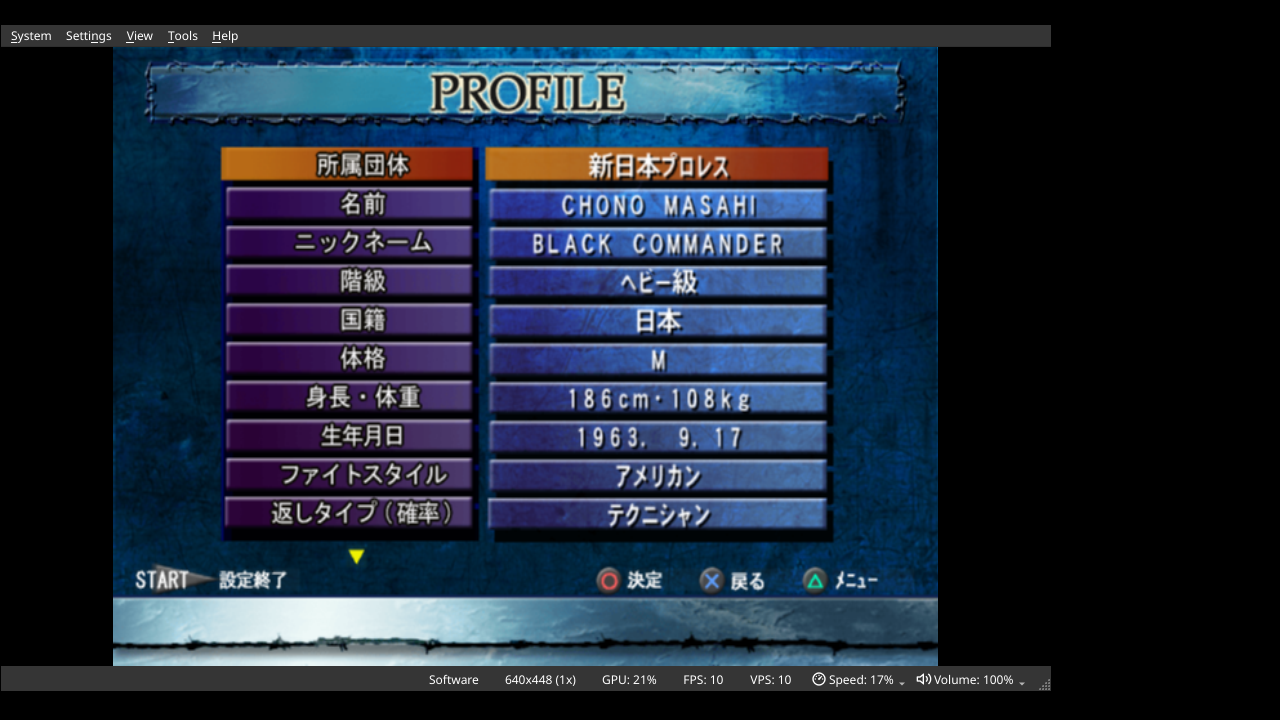 System Settings View Tools Help
PROFILE
所属団体 新日本プロレス
名前 CHONO MASAHI
ニックネーム BLACK COMMANDER
階級 ヘビー級
国籍 日本
体格 M
身長・体重 186cm・108kg
生年月日 1963. 9. 17
ファイトスタイル アメリカン
返しタイプ(確率) テクニシャン
START 設定終了 決定 戻る メニュー
Software 640x448 (1x) GPU: 21% FPS: 10 VPS: 10 Speed: 17% Volume: 100%